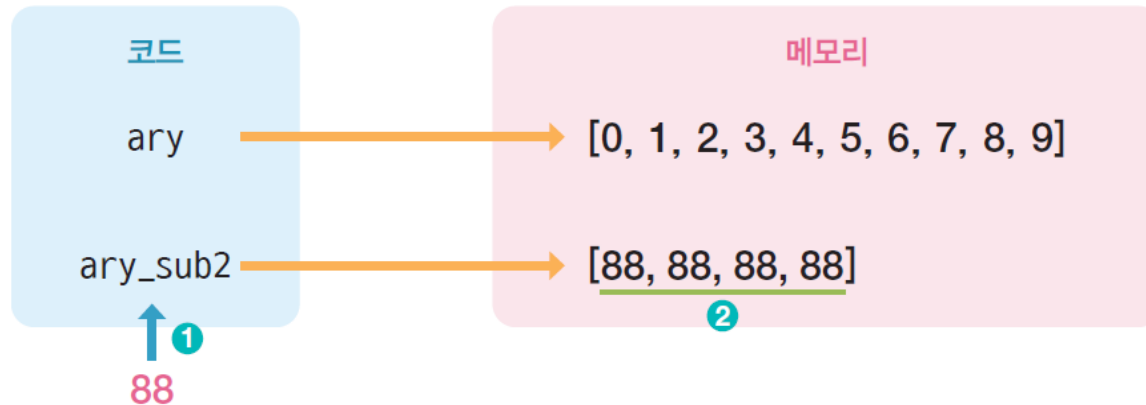 코드
메모리
ary
[0, 1, 2, 3, 4, 5, 6, 7, 8, 9]
ary_sub2
[88, 88, 88, 88]
❶
❷
88